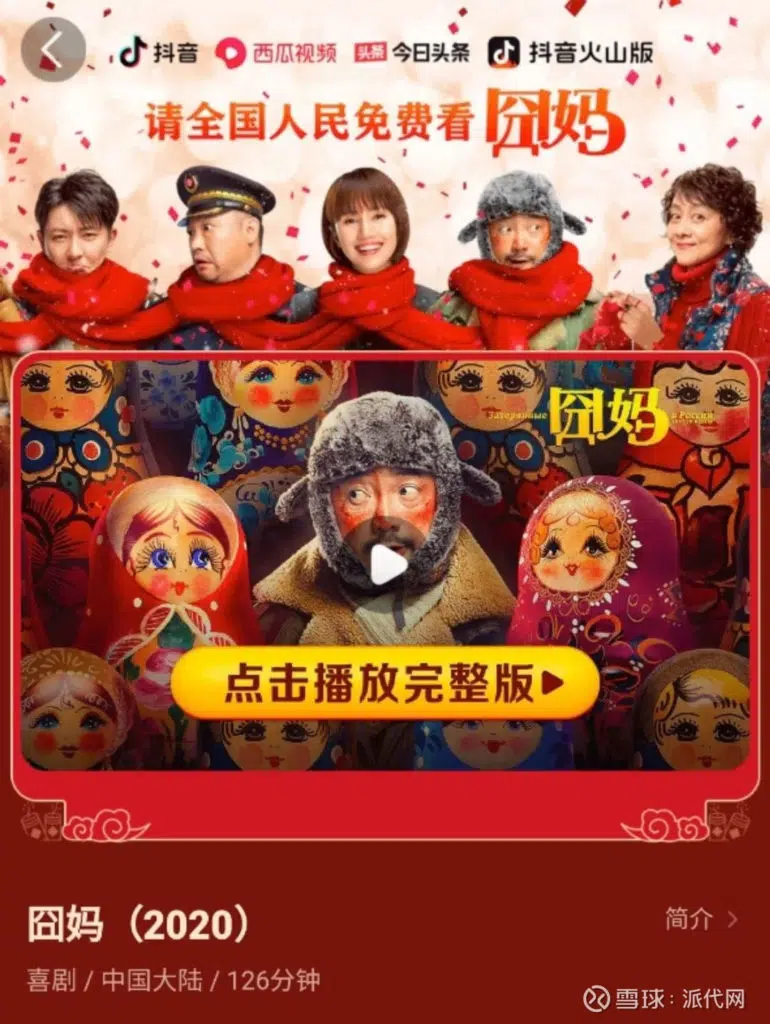 抖音 西瓜视频 头条 今日头条 抖音火山版
请全国人民免费看 囧妈
Затерянные 囧妈 в России
点击播放完整版
囧妈（2020） 简介
喜剧 / 中国大陆 / 126分钟
雪球：派代网